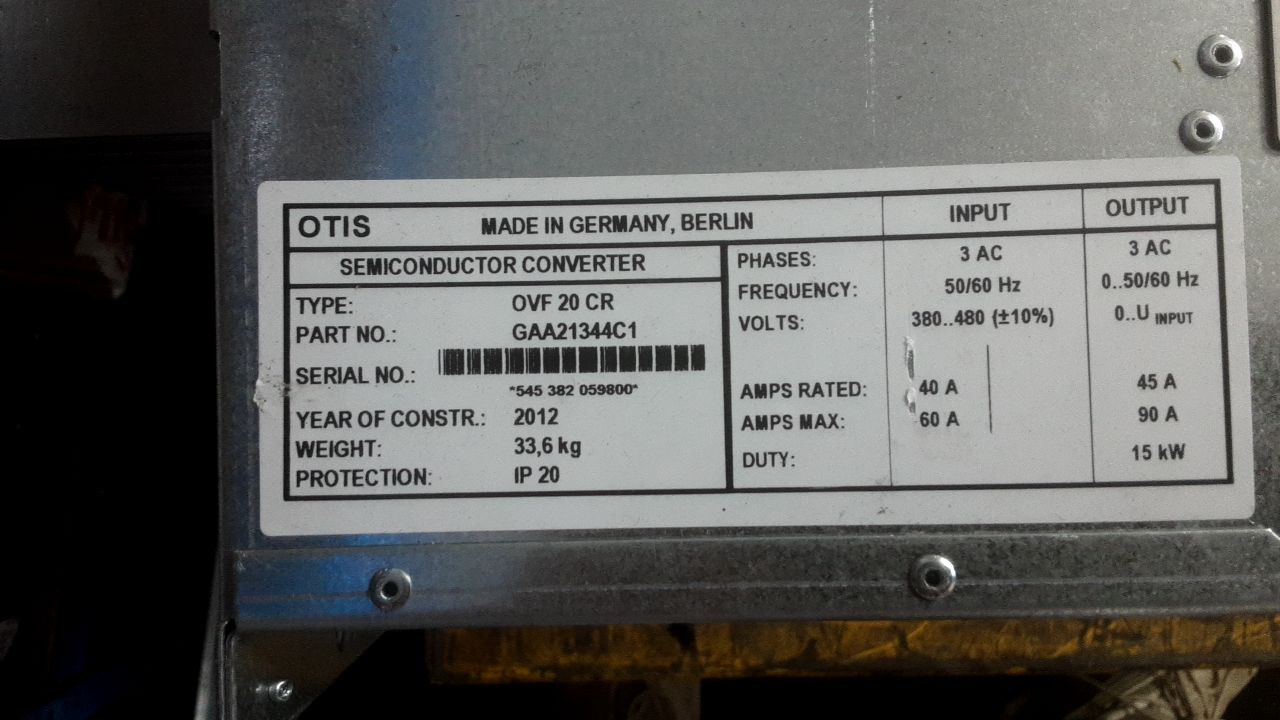 OTIS MADE IN GERMANY, BERLIN INPUT OUTPUT
SEMICONDUCTOR CONVERTER
TYPE: OVF 20 CR
PART NO.: GAA21344C1
SERIAL NO.:
*545 382 059800*
YEAR OF CONSTR.: 2012
WEIGHT: 33,6 kg
PROTECTION: IP 20
PHASES: 3 AC 3 AC
FREQUENCY: 50/60 Hz 0..50/60 Hz
VOLTS: 380..480 (±10%) 0..U INPUT
AMPS RATED: 40 A 45 A
AMPS MAX: 60 A 90 A
DUTY: 15 kW